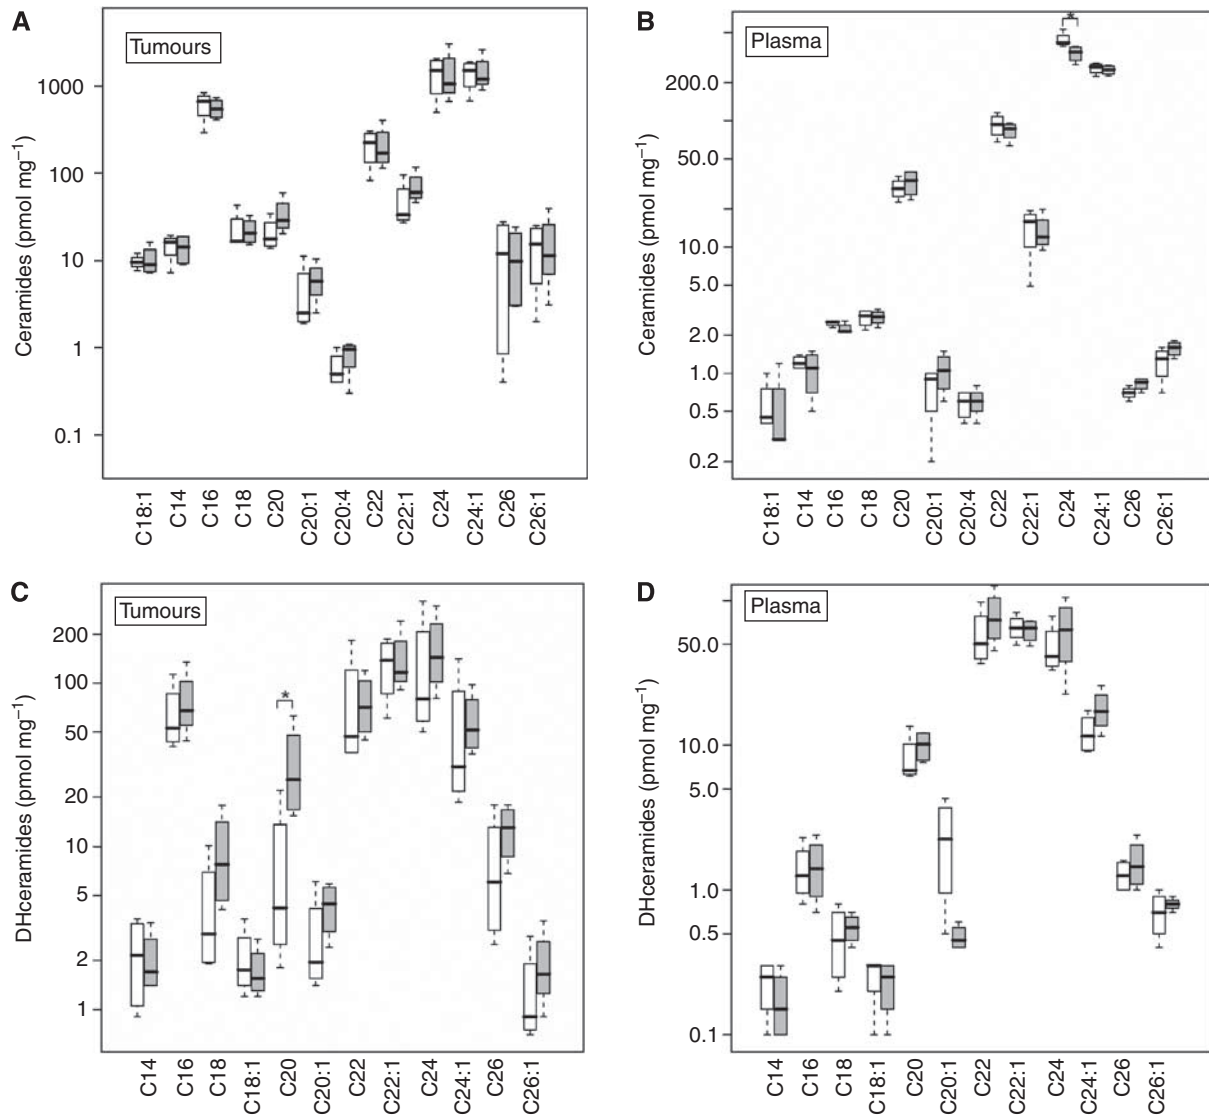 A
Tumours
Ceramides (pmol mg⁻¹)
1000
100
10
1
0.1
C18:1
C14
C16
C18
C20
C20:1
C20:4
C22
C22:1
C24
C24:1
C26
C26:1
B
Plasma
*
Ceramides (pmol mg⁻¹)
200.0
50.0
10.0
5.0
2.0
1.0
0.5
0.2
C18:1
C14
C16
C18
C20
C20:1
C20:4
C22
C22:1
C24
C24:1
C26
C26:1
C
Tumours
*
DHceramides (pmol mg⁻¹)
200
100
50
20
10
5
2
1
C14
C16
C18
C18:1
C20
C20:1
C22
C22:1
C24
C24:1
C26
C26:1
D
Plasma
DHceramides (pmol mg⁻¹)
50.0
10.0
5.0
1.0
0.5
0.1
C14
C16
C18
C18:1
C20
C20:1
C22
C22:1
C24
C24:1
C26
C26:1